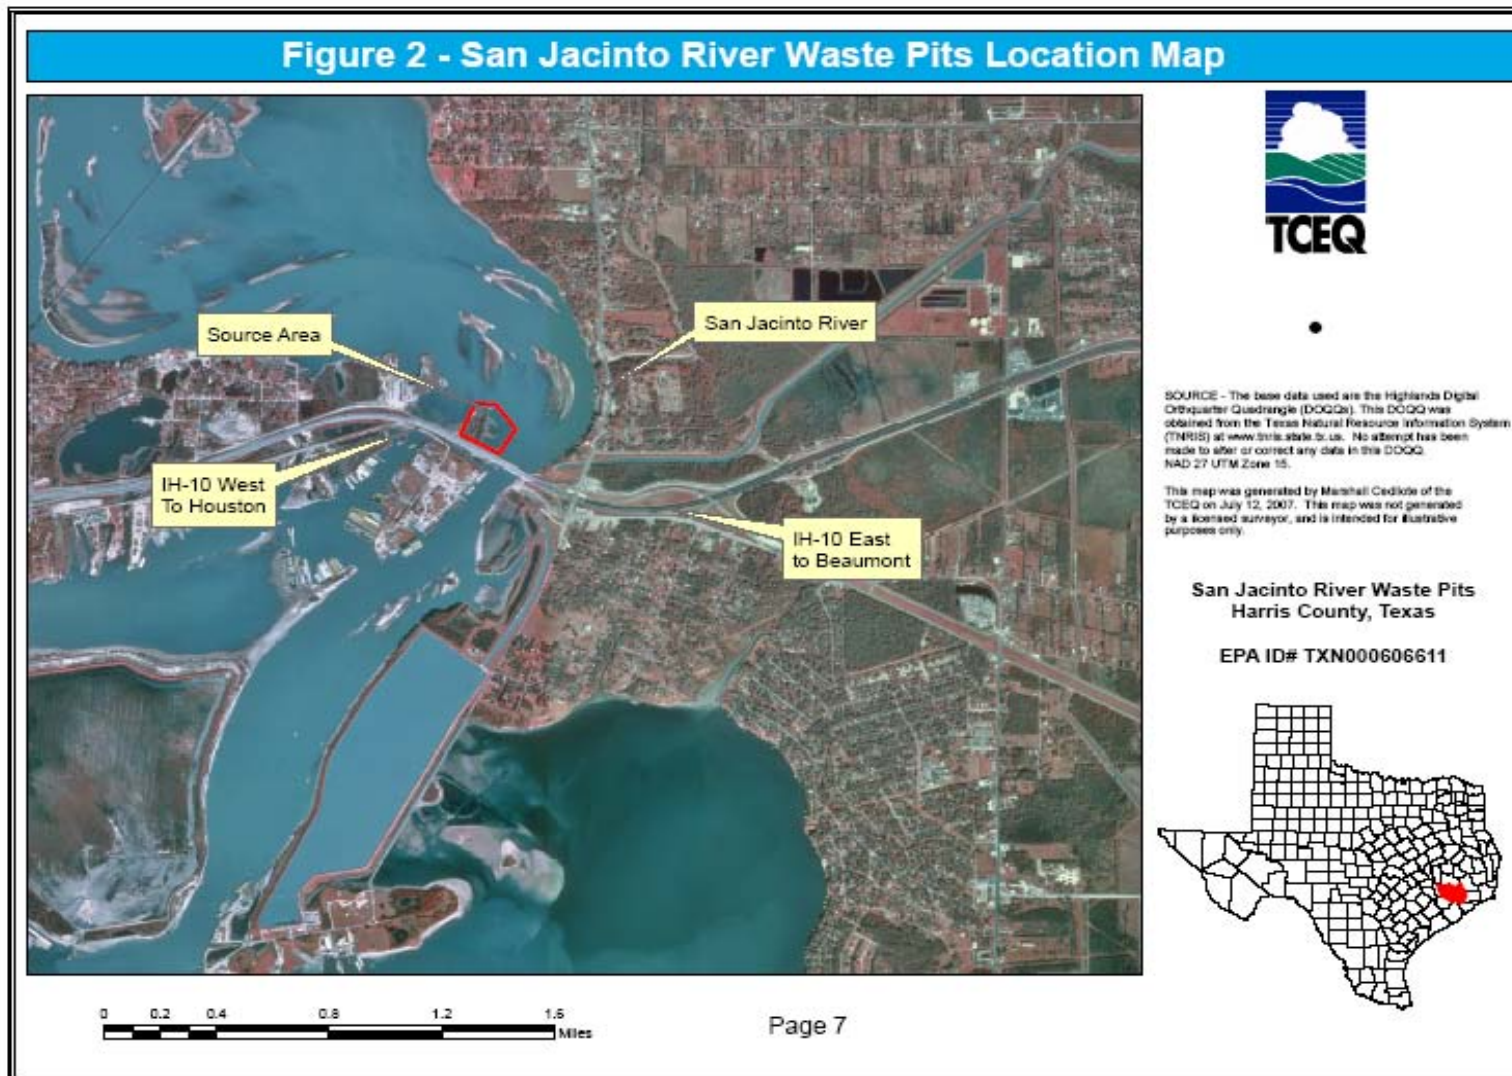 Figure 2 - San Jacinto River Waste Pits Location Map
TCEQ
Source Area
San Jacinto River
IH-10 West
To Houston
IH-10 East
to Beaumont
SOURCE - The base data used are the Highlands Digital
Orthquarter Quadrangle (DOQQs). This DOQQ was
obtained from the Texas Natural Resource Information System
(TNRIS) at www.tnris.state.tx.us. No attempt has been
made to alter or correct any data in this DOQQ.
NAD 27 UTM Zone 15.
This map was generated by Marshall Cedilote of the
TCEQ on July 12, 2007. This map was not generated
by a licensed surveyor, and is intended for illustrative
purposes only.
San Jacinto River Waste Pits
Harris County, Texas
EPA ID# TXN000606611
0 0.2 0.4 0.8 1.2 1.6
Miles
Page 7